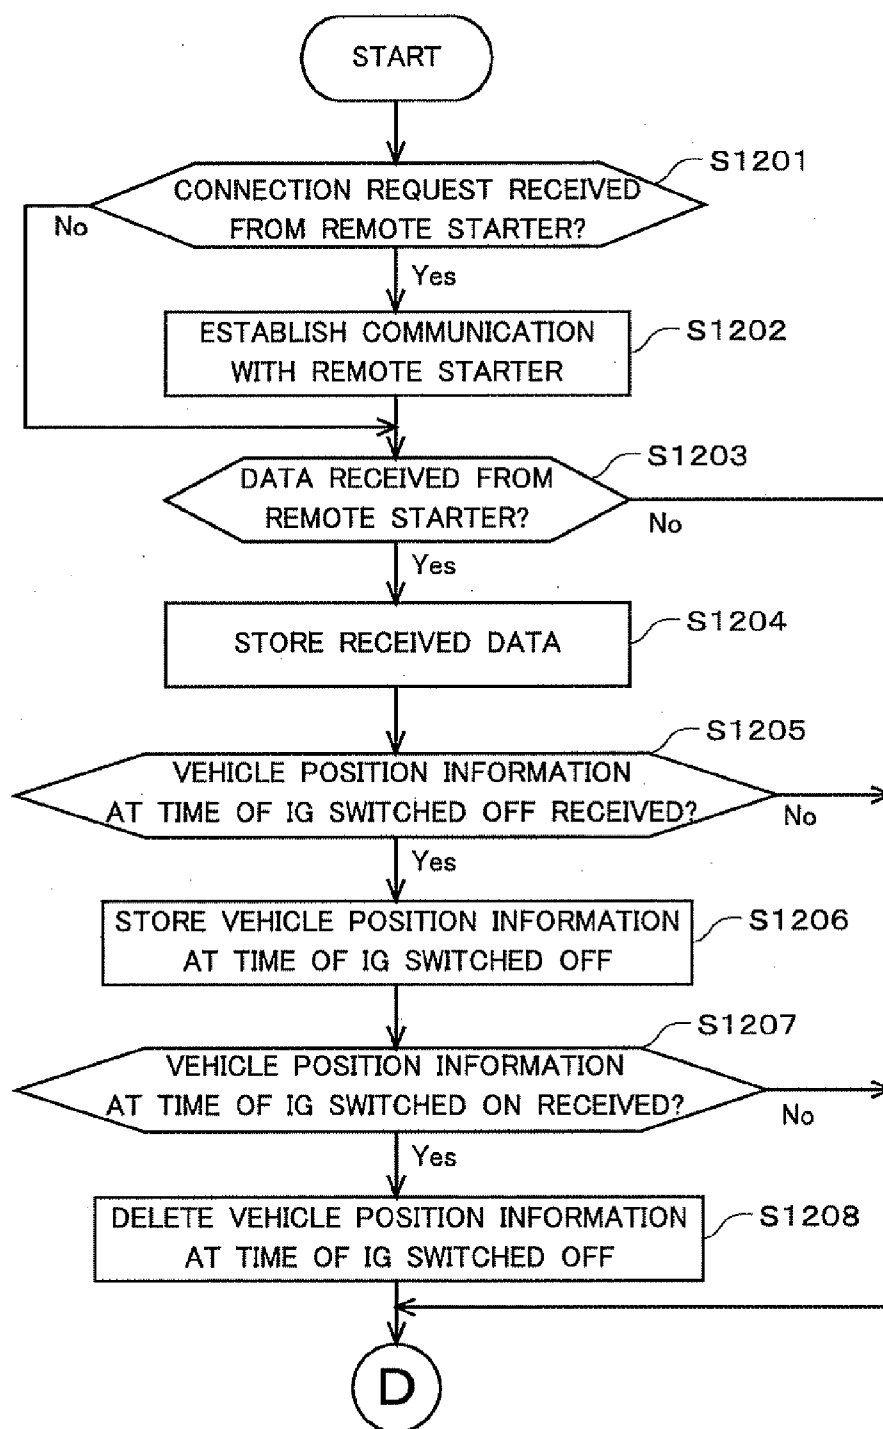 START
S1201
CONNECTION REQUEST RECEIVED
FROM REMOTE STARTER?
No
Yes
ESTABLISH COMMUNICATION
WITH REMOTE STARTER
S1202
S1203
DATA RECEIVED FROM
REMOTE STARTER?
No
Yes
S1204
STORE RECEIVED DATA
S1205
VEHICLE POSITION INFORMATION
AT TIME OF IG SWITCHED OFF RECEIVED?
No
Yes
STORE VEHICLE POSITION INFORMATION
AT TIME OF IG SWITCHED OFF
S1206
S1207
VEHICLE POSITION INFORMATION
AT TIME OF IG SWITCHED ON RECEIVED?
No
Yes
DELETE VEHICLE POSITION INFORMATION
AT TIME OF IG SWITCHED OFF
S1208
D